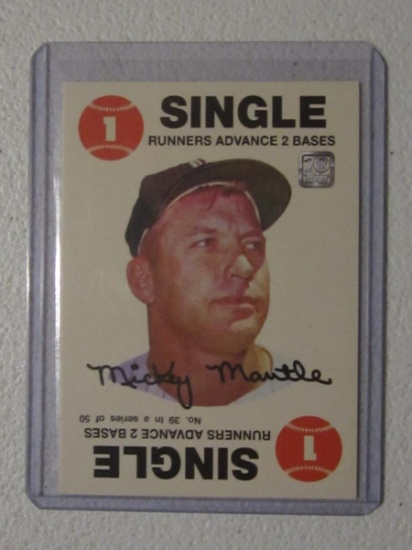 1
SINGLE
RUNNERS ADVANCE 2 BASES
70
Mickey Mantle
No. 39 in a series of 50
RUNNERS ADVANCE 2 BASES
SINGLE
1